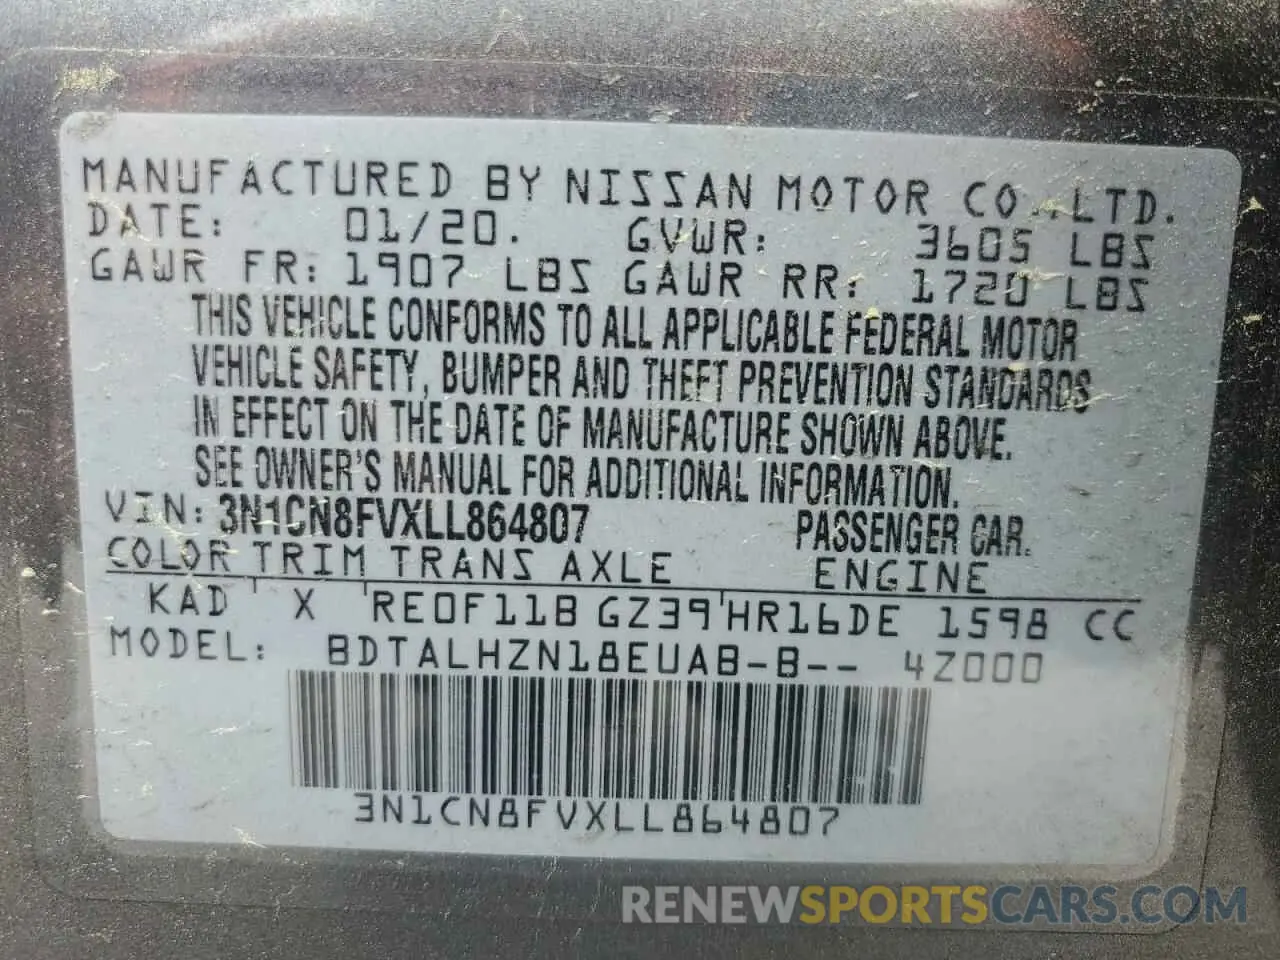 MANUFACTURED BY NISSAN MOTOR CO.,LTD.
DATE: 01/20. GVWR: 3605 LBS
GAWR FR: 1907 LBS GAWR RR: 1720 LBS
THIS VEHICLE CONFORMS TO ALL APPLICABLE FEDERAL MOTOR
VEHICLE SAFETY, BUMPER AND THEFT PREVENTION STANDARDS
IN EFFECT ON THE DATE OF MANUFACTURE SHOWN ABOVE.
SEE OWNER'S MANUAL FOR ADDITIONAL INFORMATION.
VIN: 3N1CN8FVXLL864807 PASSENGER CAR.
COLOR TRIM TRANS AXLE ENGINE
KAD X RE0F11B GZ39 HR16DE 1598 CC
MODEL: BDTALHZN18EUAB-B-- 4Z000
3N1CN8FVXLL864807
RENEWSPORTSCARS.COM